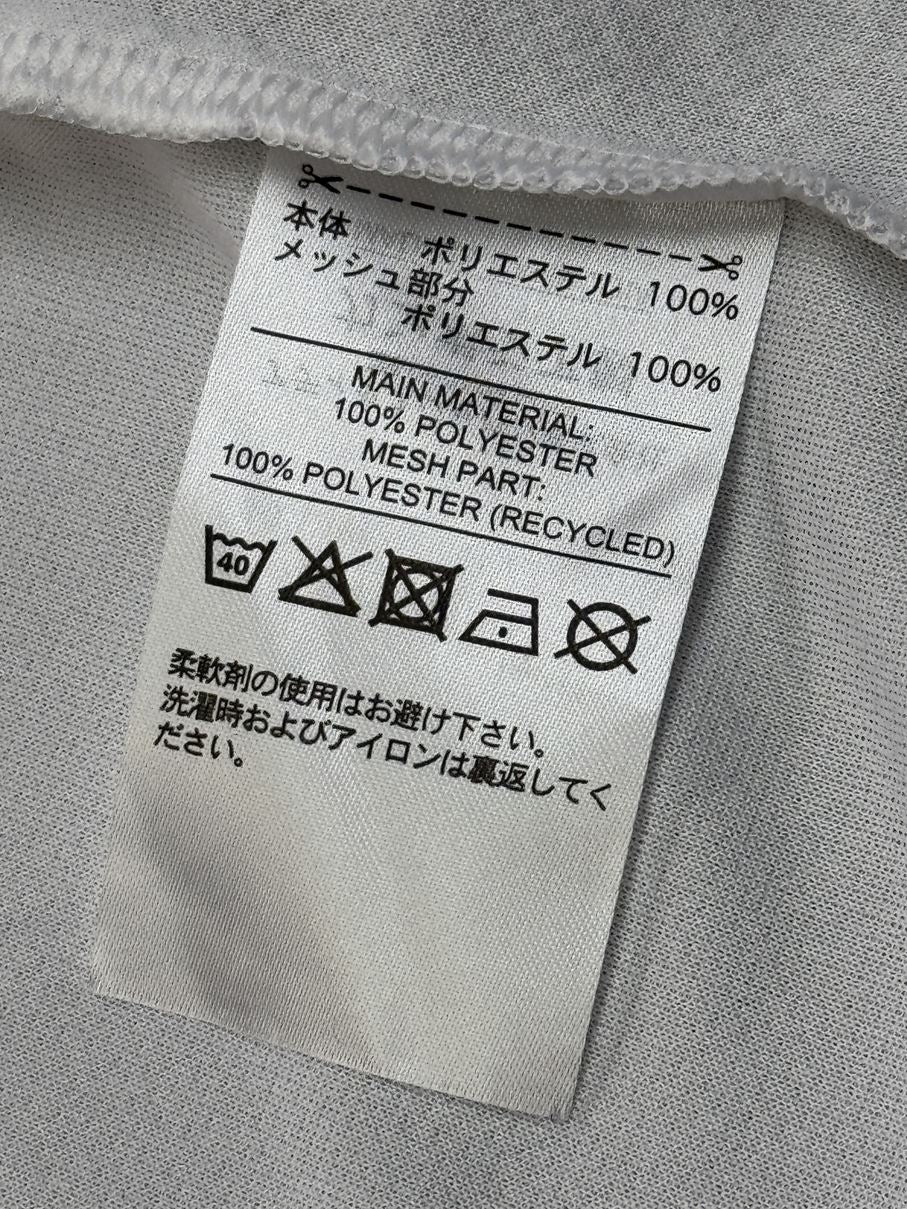 本体
ポリエステル 100%
メッシュ部分
ポリエステル 100%
MAIN MATERIAL:
100% POLYESTER
MESH PART:
100% POLYESTER (RECYCLED)
40
柔軟剤の使用はお避け下さい。
洗濯時およびアイロンは裏返してく
ださい。